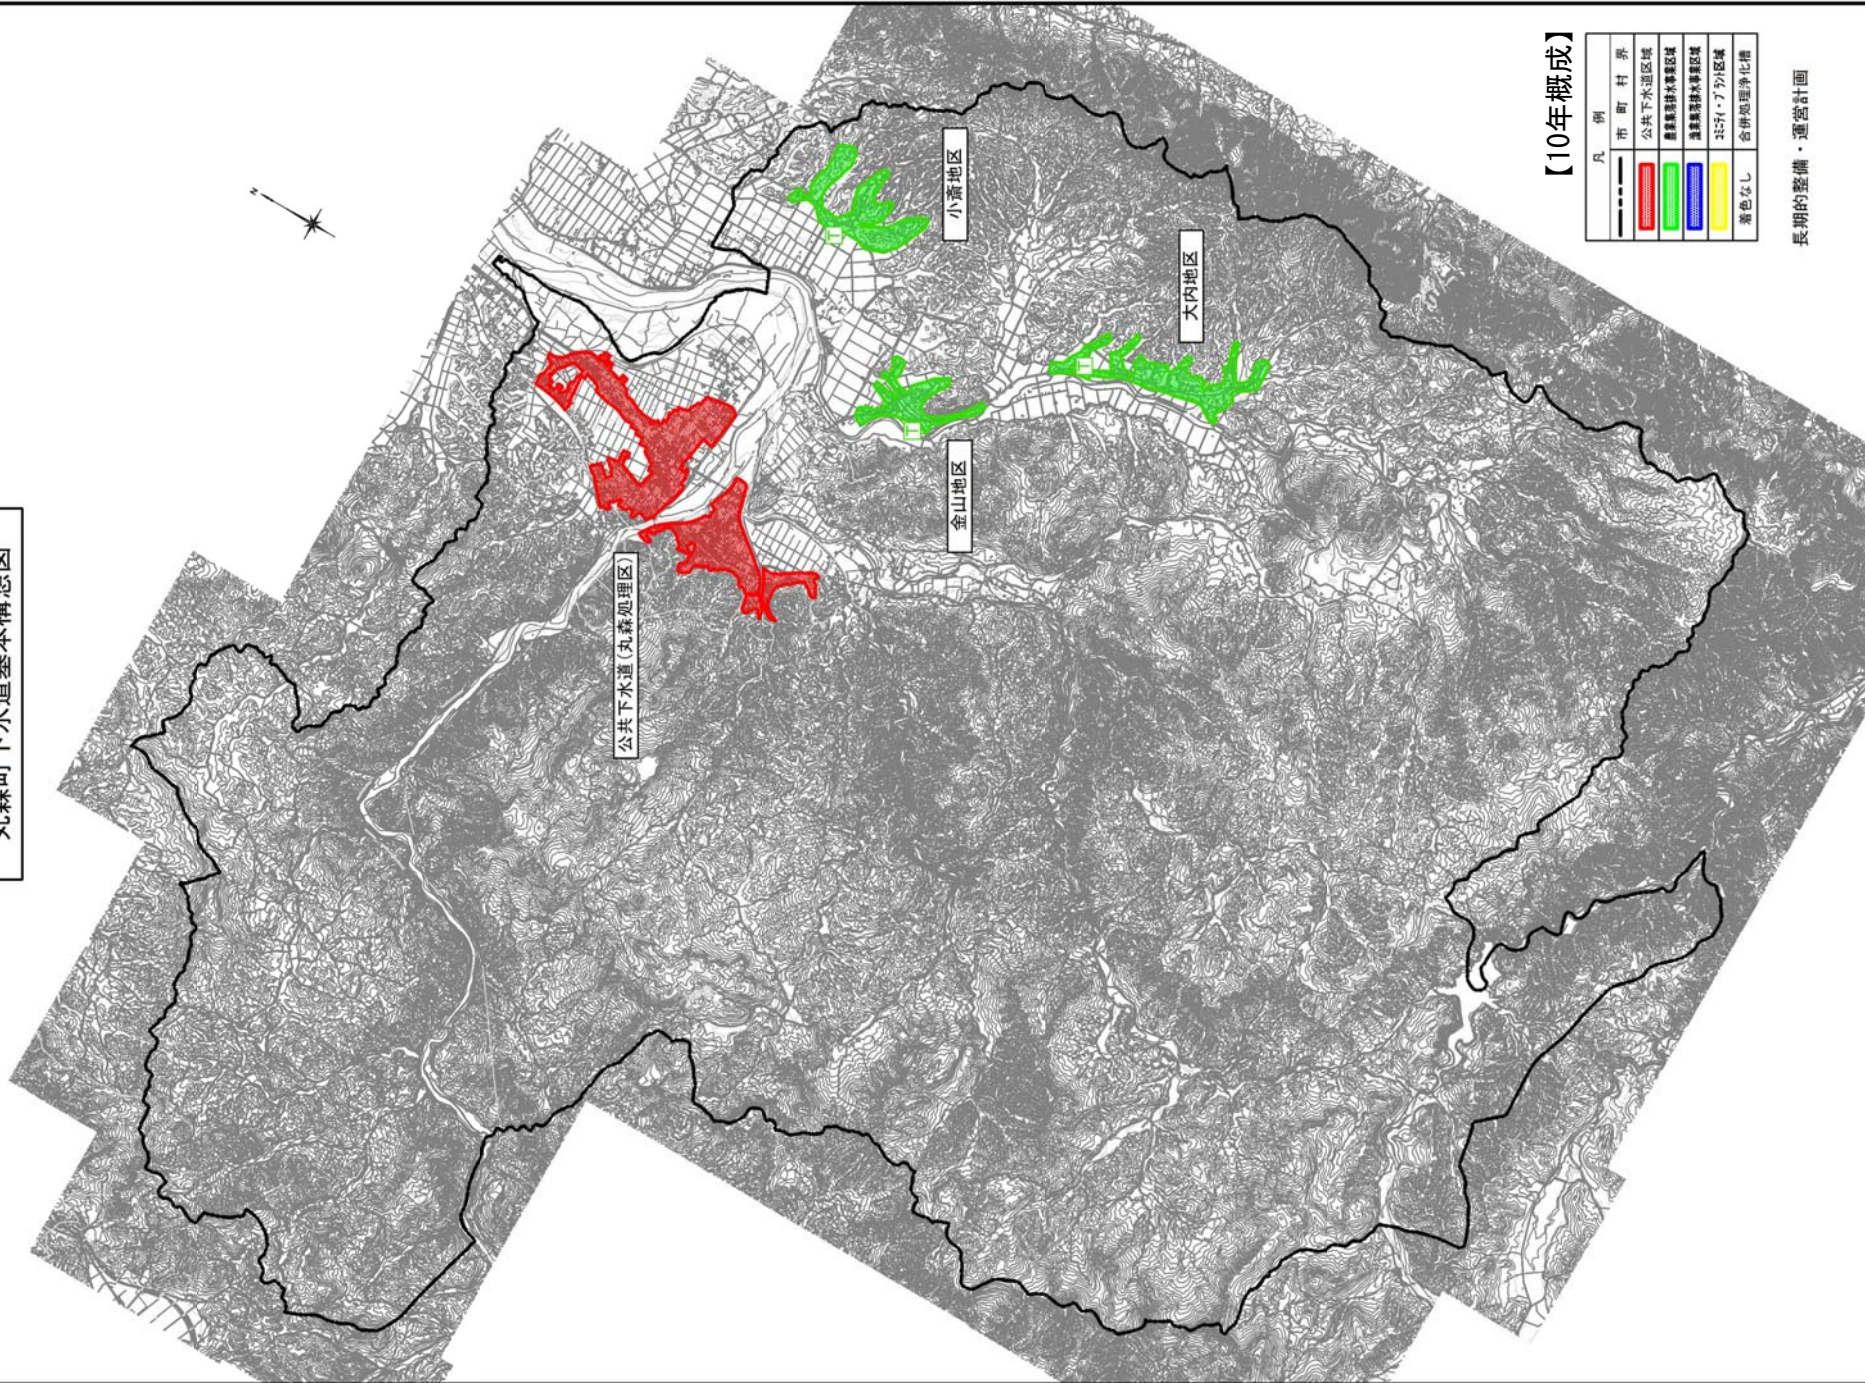 丸森町下水道基本構想図
【10年概成】
凡 例
市 町 村 界
公共下水道区域
農業集落排水事業区域
漁業集落排水事業区域
ｺﾐﾆﾃｨ・ﾌﾟﾗﾝﾄ区域
着色なし 合併処理浄化槽
長期的整備・運営計画
N
小斎地区
大内地区
金山地区
公共下水道（丸森処理区）
T
T
T